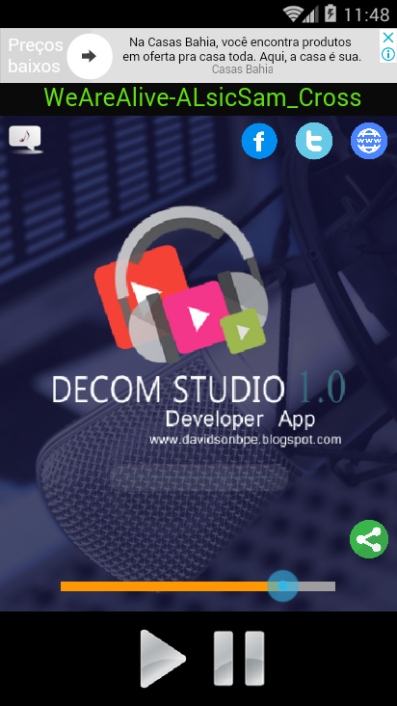 11:48
Preços
baixos
Na Casas Bahia, você encontra produtos
em oferta pra casa toda. Aqui, a casa é sua.
Casas Bahia
WeAreAlive-ALsicSam_Cross
f
t
www
DECOM STUDIO 1.0
Developer App
www.davidsonbpe.blogspot.com